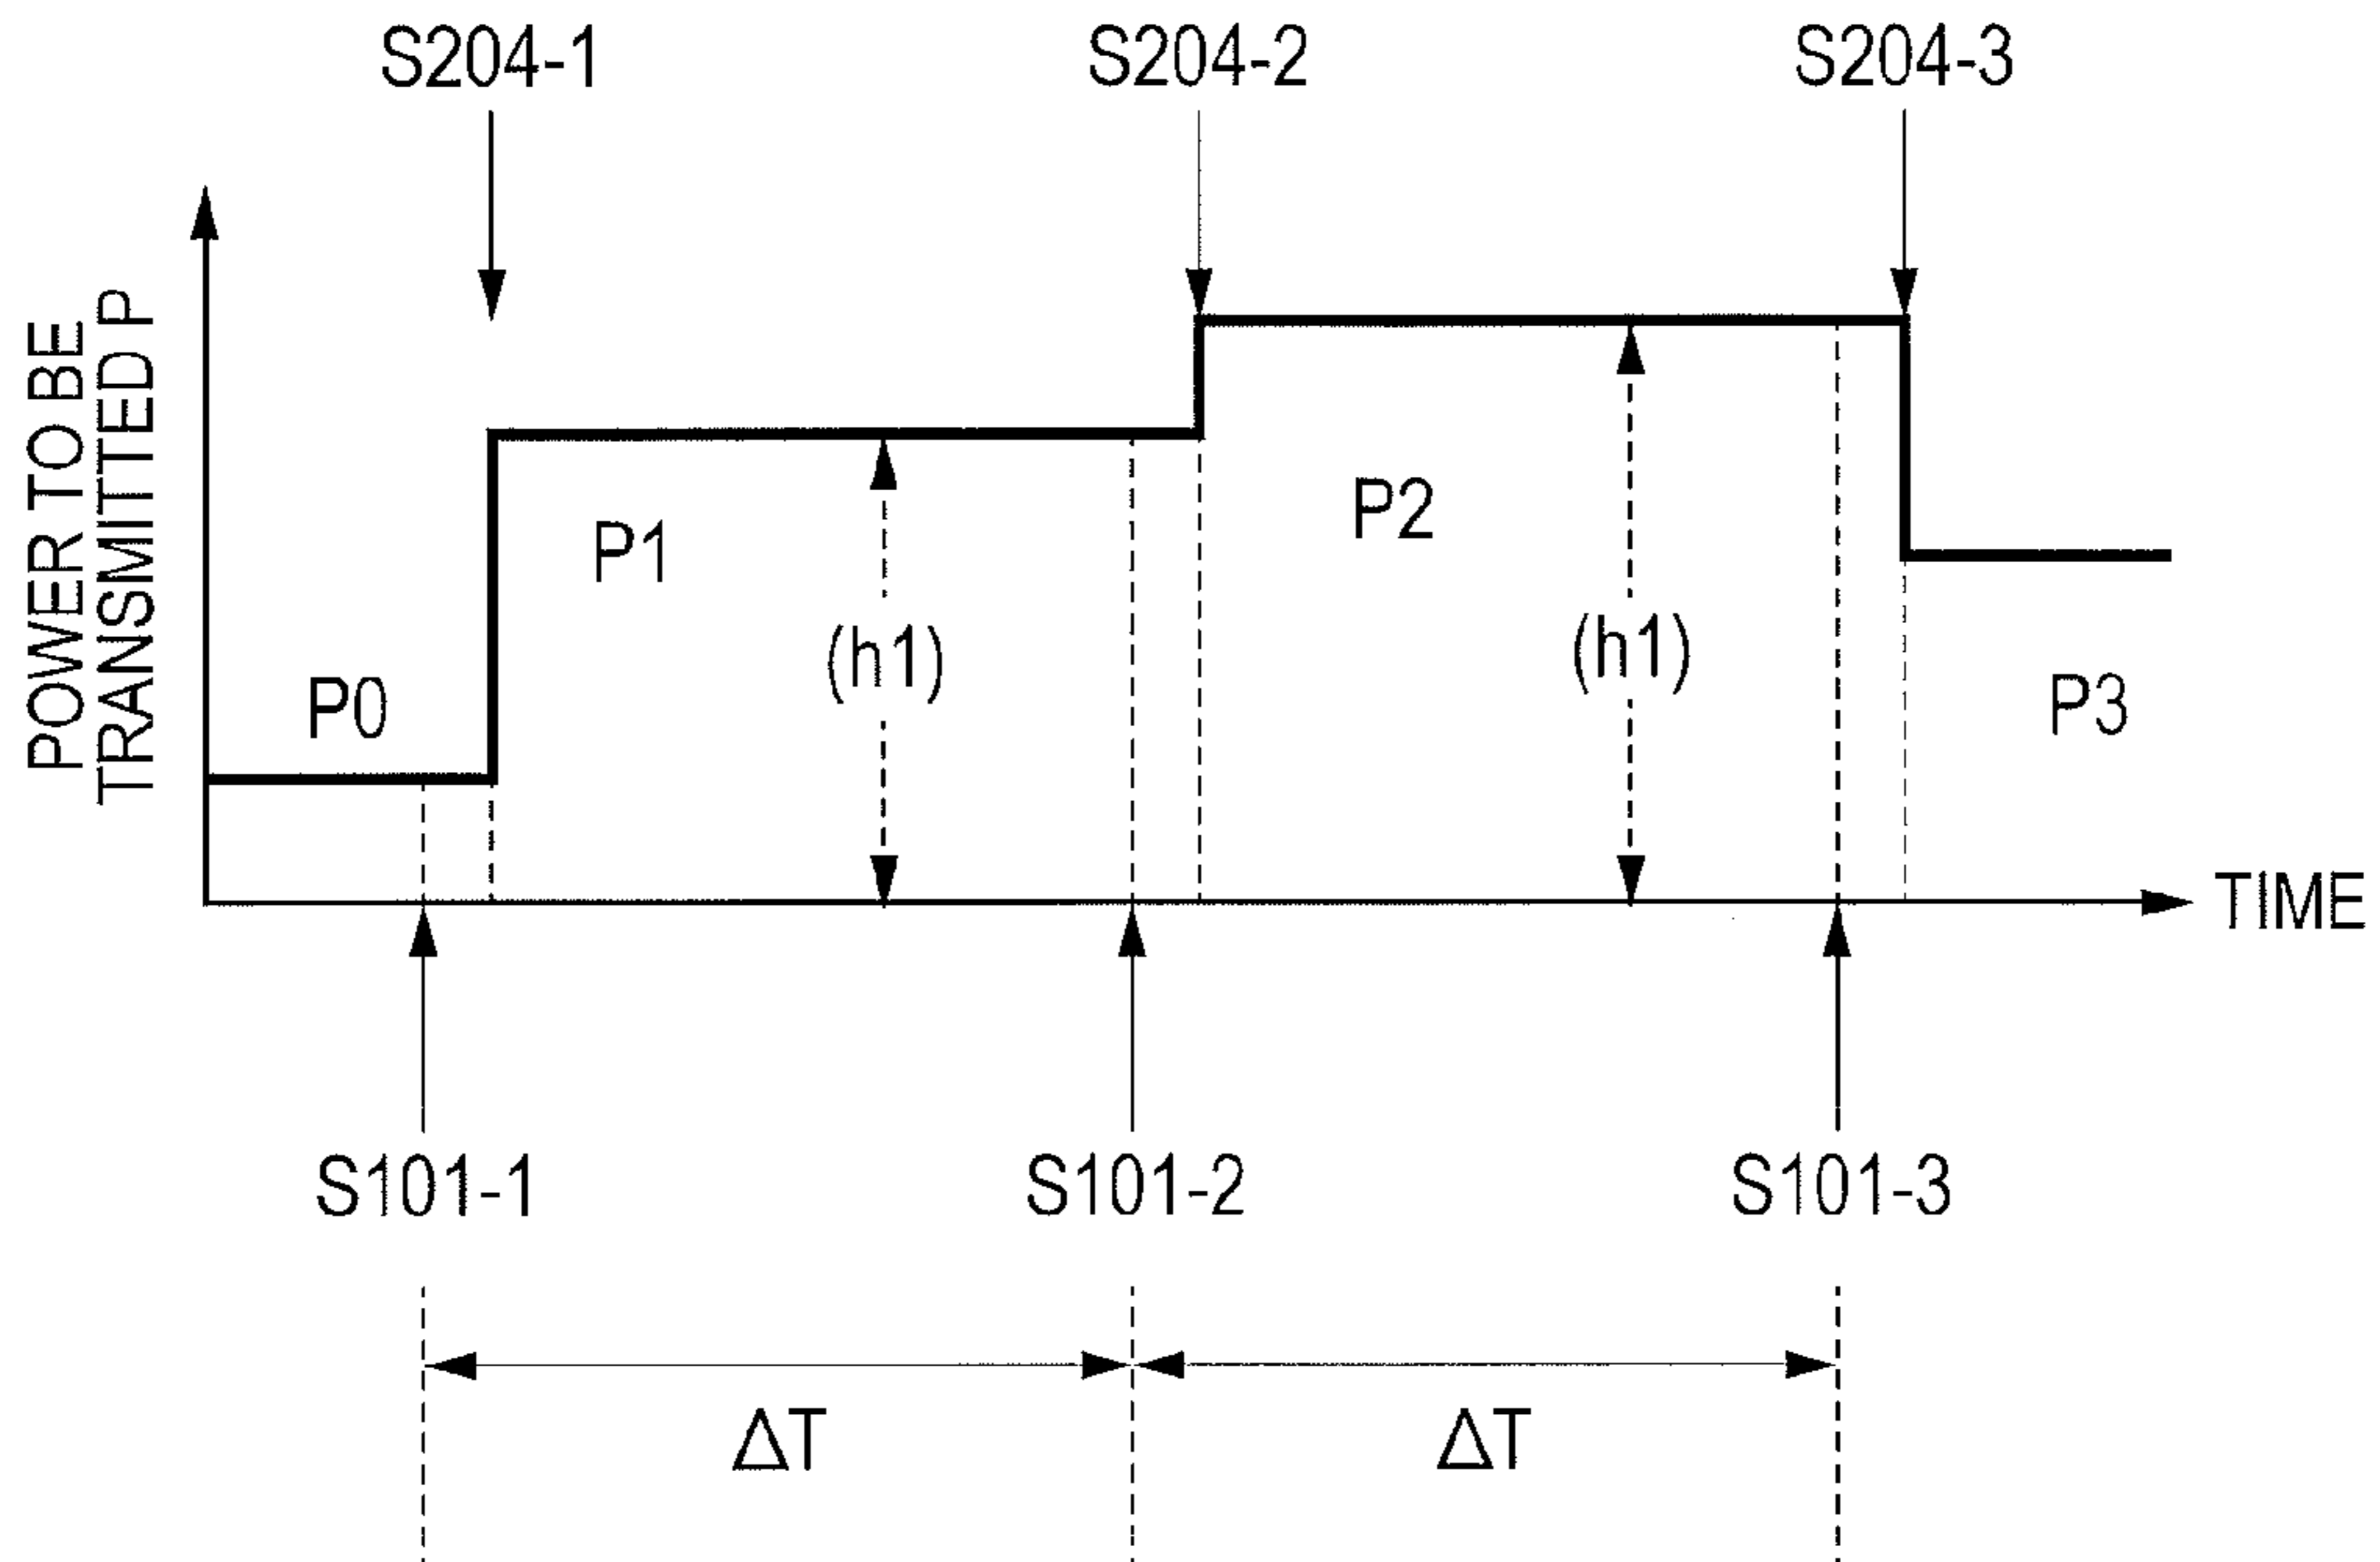 S204-1
S204-2
S204-3
POWER TO BE
TRANSMITTED P
P0
P1
(h1)
P2
(h1)
P3
TIME
S101-1
S101-2
S101-3
ΔT
ΔT